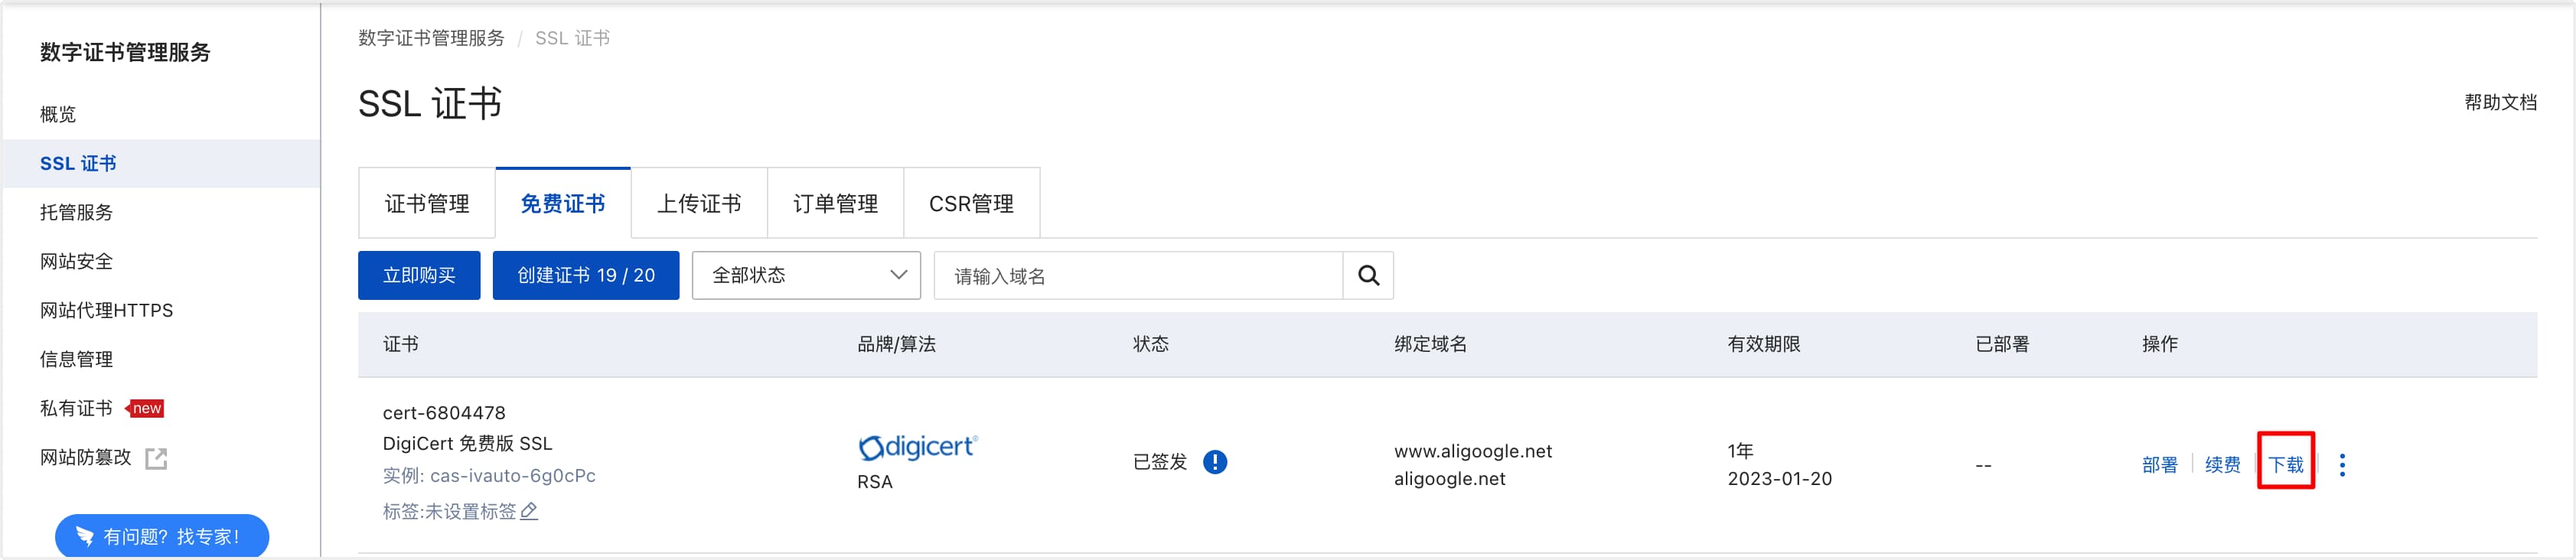 数字证书管理服务
概览
SSL 证书
托管服务
网站安全
网站代理HTTPS
信息管理
私有证书 new
网站防篡改
有问题？找专家！
数字证书管理服务 / SSL 证书
SSL 证书
帮助文档
证书管理 免费证书 上传证书 订单管理 CSR管理
立即购买 创建证书 19 / 20 全部状态 请输入域名
证书 品牌/算法 状态 绑定域名 有效期限 已部署 操作
cert-6804478
DigiCert 免费版 SSL
实例: cas-ivauto-6g0cPc
标签:未设置标签
digicert®
RSA
已签发
www.aligoogle.net
aligoogle.net
1年
2023-01-20
--
部署 续费 下载